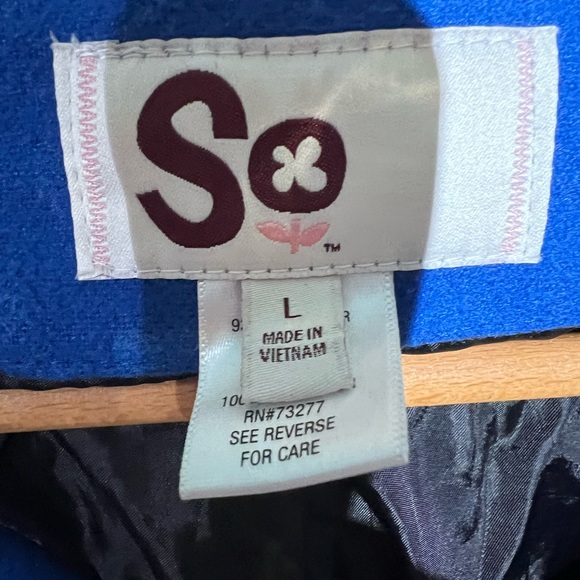 So
TM
L
MADE IN
VIETNAM
RN#73277
SEE REVERSE
FOR CARE